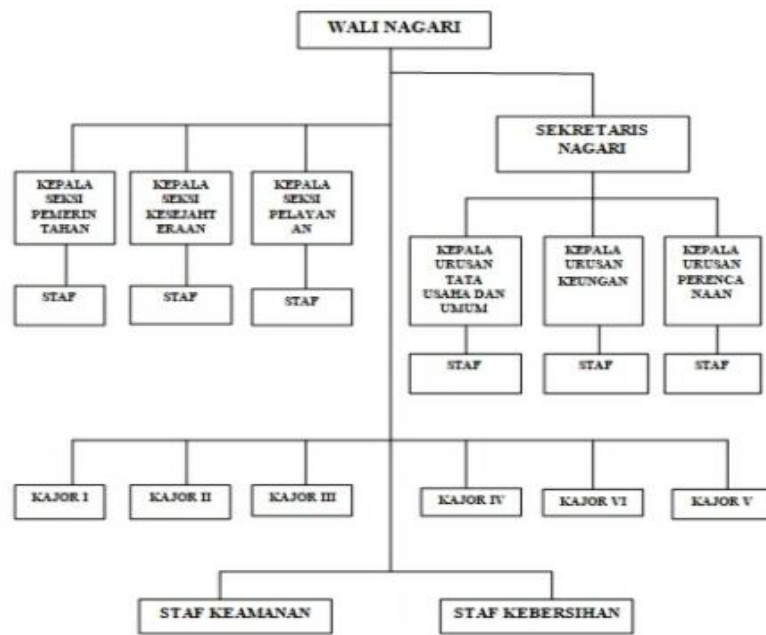 WALI NAGARI
SEKRETARIS
NAGARI
KEPALA
SEKSI
PEMERIN
TAHAN
KEPALA
SEKSI
KESEJAHT
ERAAN
KEPALA
SEKSI
PELAYAN
AN
KEPALA
URUSAN
TATA
USAHA DAN
UMUM
KEPALA
URUSAN
KEUNGAN
KEPALA
URUSAN
PERENCA
NAAN
STAF
STAF
STAF
STAF
STAF
STAF
KAJOR I
KAJOR II
KAJOR III
KAJOR IV
KAJOR VI
KAJOR V
STAF KEAMANAN
STAF KEBERSIHAN